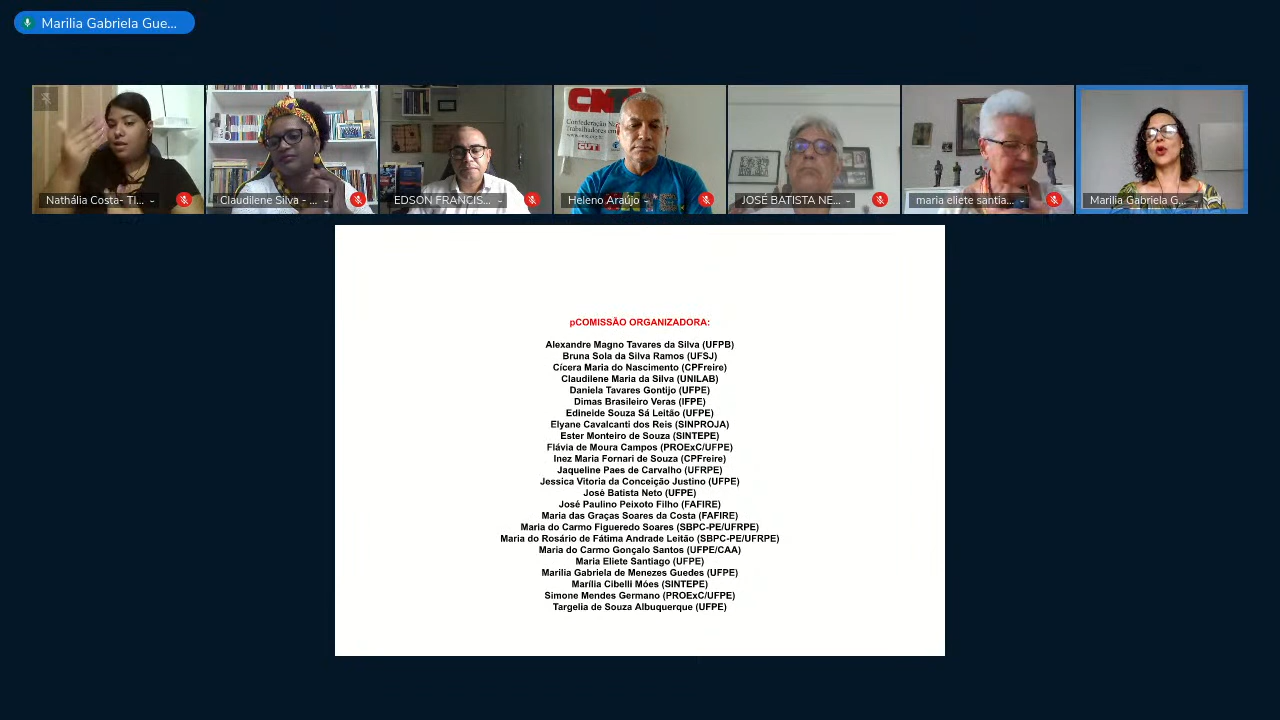 Marilia Gabriela Gue...
CN
Confederação N
Trabalhadores
CUT
Nathália Costa- TI...
Claudilene Silva - ...
EDSON FRANCIS...
Heleno Araújo
JOSÉ BATISTA NE...
maria eliete santia...
Marilia Gabriela G...
pCOMISSÃO ORGANIZADORA:
Alexandre Magno Tavares da Silva (UFPB)
Bruna Sola da Silva Ramos (UFSJ)
Cícera Maria do Nascimento (CPFreire)
Claudilene Maria da Silva (UNILAB)
Daniela Tavares Gontijo (UFPE)
Dimas Brasileiro Veras (IFPE)
Edineide Souza Sá Leitão (UFPE)
Elyane Cavalcanti dos Reis (SINPROJA)
Ester Monteiro de Souza (SINTEPE)
Flávia de Moura Campos (PROExC/UFPE)
Inez Maria Fornari de Souza (CPFreire)
Jaqueline Paes de Carvalho (UFRPE)
Jessica Vitoria da Conceição Justino (UFPE)
José Batista Neto (UFPE)
José Paulino Peixoto Filho (FAFIRE)
Maria das Graças Soares da Costa (FAFIRE)
Maria do Carmo Figueredo Soares (SBPC-PE/UFRPE)
Maria do Rosário de Fátima Andrade Leitão (SBPC-PE/UFRPE)
Maria do Carmo Gonçalo Santos (UFPE/CAA)
Maria Eliete Santiago (UFPE)
Marilia Gabriela de Menezes Guedes (UFPE)
Marília Cibelli Móes (SINTEPE)
Simone Mendes Germano (PROExC/UFPE)
Targelia de Souza Albuquerque (UFPE)